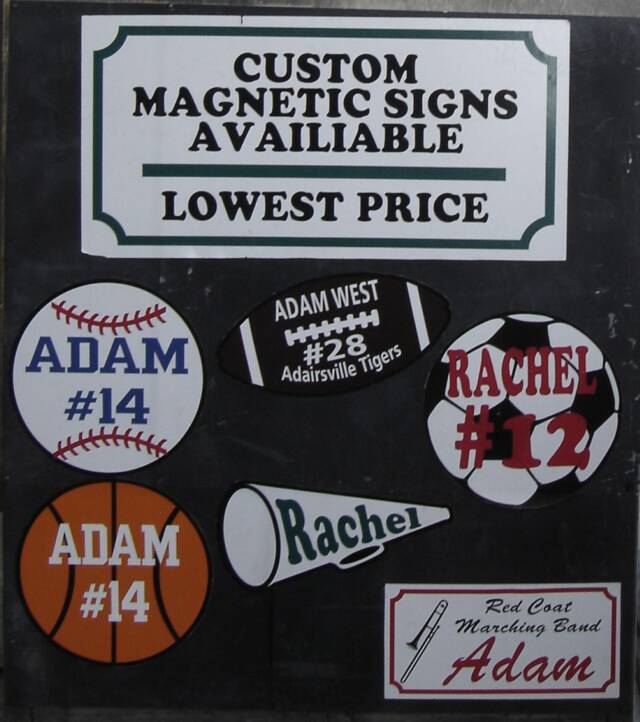 CUSTOM
MAGNETIC SIGNS
AVAILIABLE
LOWEST PRICE
ADAM
#14
ADAM WEST
#28
Adairsville Tigers
RACHEL
#12
ADAM
#14
Rachel
Red Coat
Marching Band
Adam